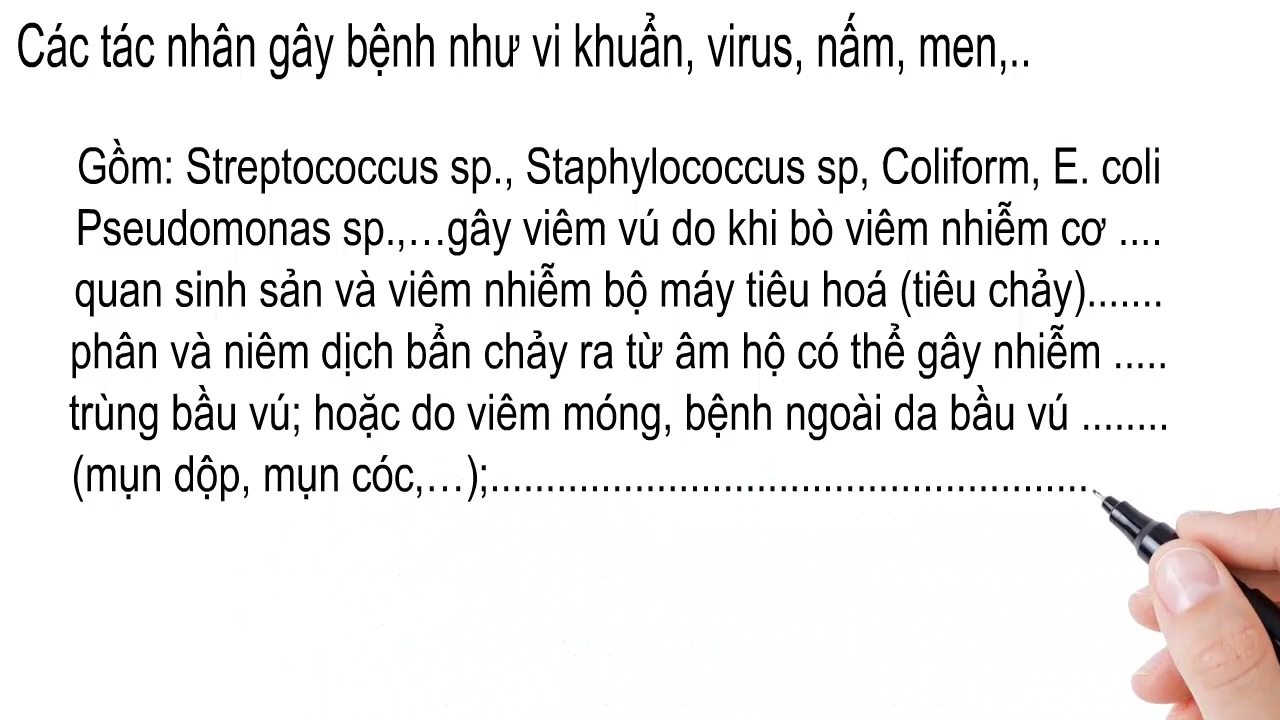 Các tác nhân gây bệnh như vi khuẩn, virus, nấm, men,..
Gồm: Streptococcus sp., Staphylococcus sp, Coliform, E. coli
Pseudomonas sp.,…gây viêm vú do khi bò viêm nhiễm cơ ....
quan sinh sản và viêm nhiễm bộ máy tiêu hoá (tiêu chảy).......
phân và niêm dịch bẩn chảy ra từ âm hộ có thể gây nhiễm .....
trùng bầu vú; hoặc do viêm móng, bệnh ngoài da bầu vú ........
(mụn dộp, mụn cóc,…);......................................................